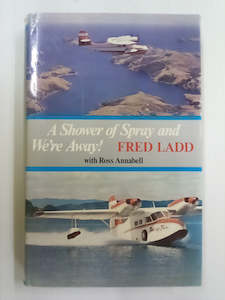 A Shower of Spray and
We're Away! FRED LADD
with Ross Annabell